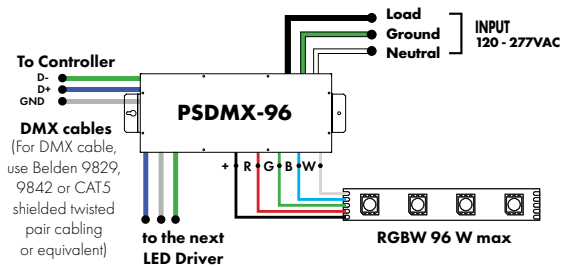 Load
Ground
Neutral
INPUT
120 - 277VAC
To Controller
D-
D+
GND
PSDMX-96
DMX cables
(For DMX cable,
use Belden 9829,
9842 or CAT5
shielded twisted
pair cabling
or equivalent)
+ R G B W
to the next
LED Driver
RGBW 96 W max